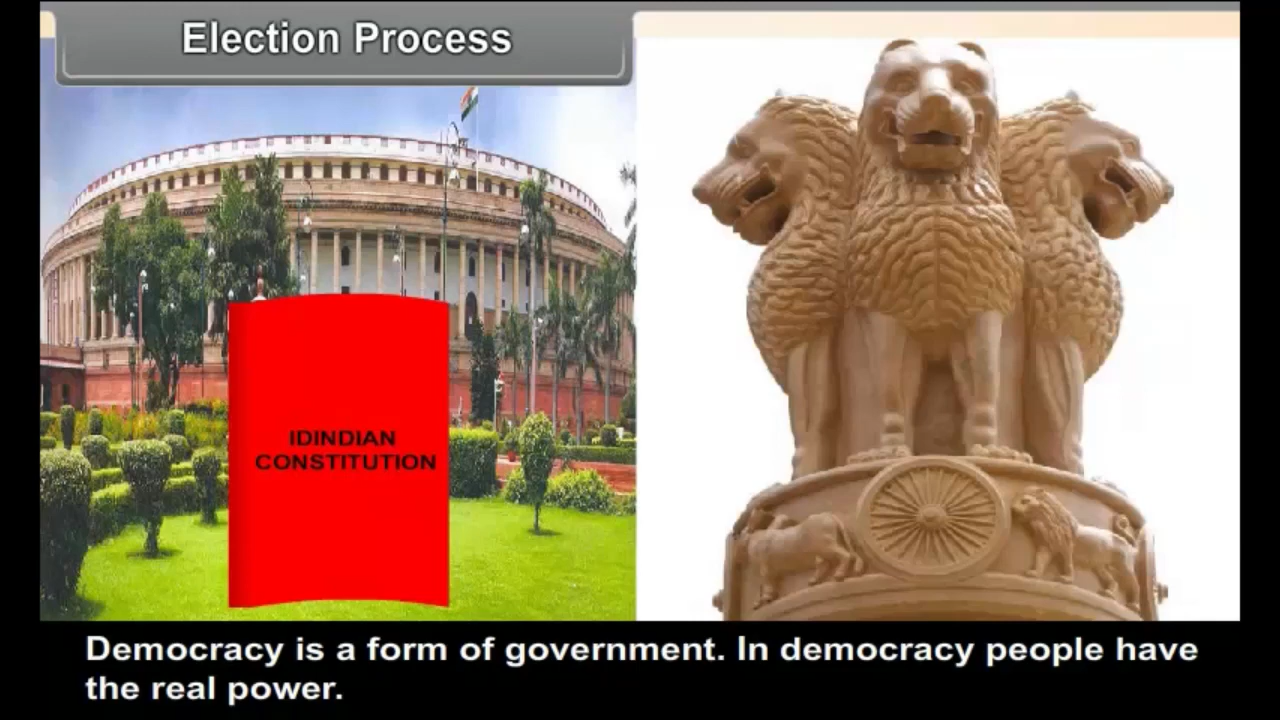 Election Process
IDINDIAN
CONSTITUTION
Democracy is a form of government. In democracy people have
the real power.